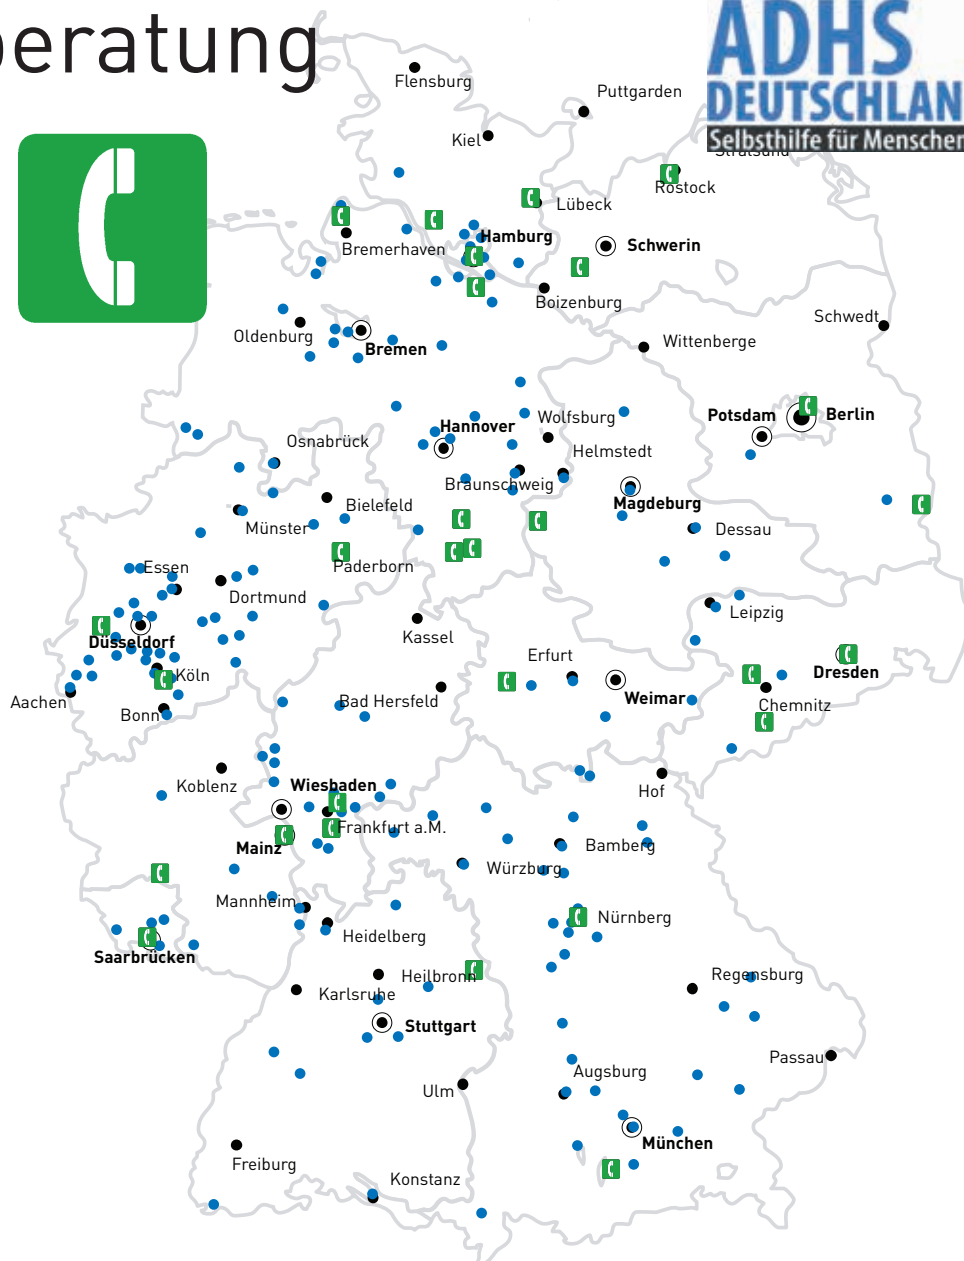 beratung
ADHS
DEUTSCHLAN
Selbsthilfe für Menschen
Flensburg
Puttgarden
Kiel
Stralsund
Rostock
Lübeck
Hamburg
Schwerin
Bremerhaven
Boizenburg
Schwedt
Oldenburg
Wittenberge
Bremen
Potsdam
Berlin
Wolfsburg
Hannover
Osnabrück
Helmstedt
Braunschweig
Magdeburg
Bielefeld
Münster
Dessau
Paderborn
Essen
Dortmund
Leipzig
Kassel
Düsseldorf
Erfurt
Dresden
Köln
Weimar
Aachen
Bad Hersfeld
Chemnitz
Bonn
Koblenz
Wiesbaden
Hof
Frankfurt a.M.
Mainz
Bamberg
Würzburg
Mannheim
Nürnberg
Heidelberg
Saarbrücken
Heilbronn
Regensburg
Karlsruhe
Stuttgart
Passau
Augsburg
Ulm
München
Freiburg
Konstanz